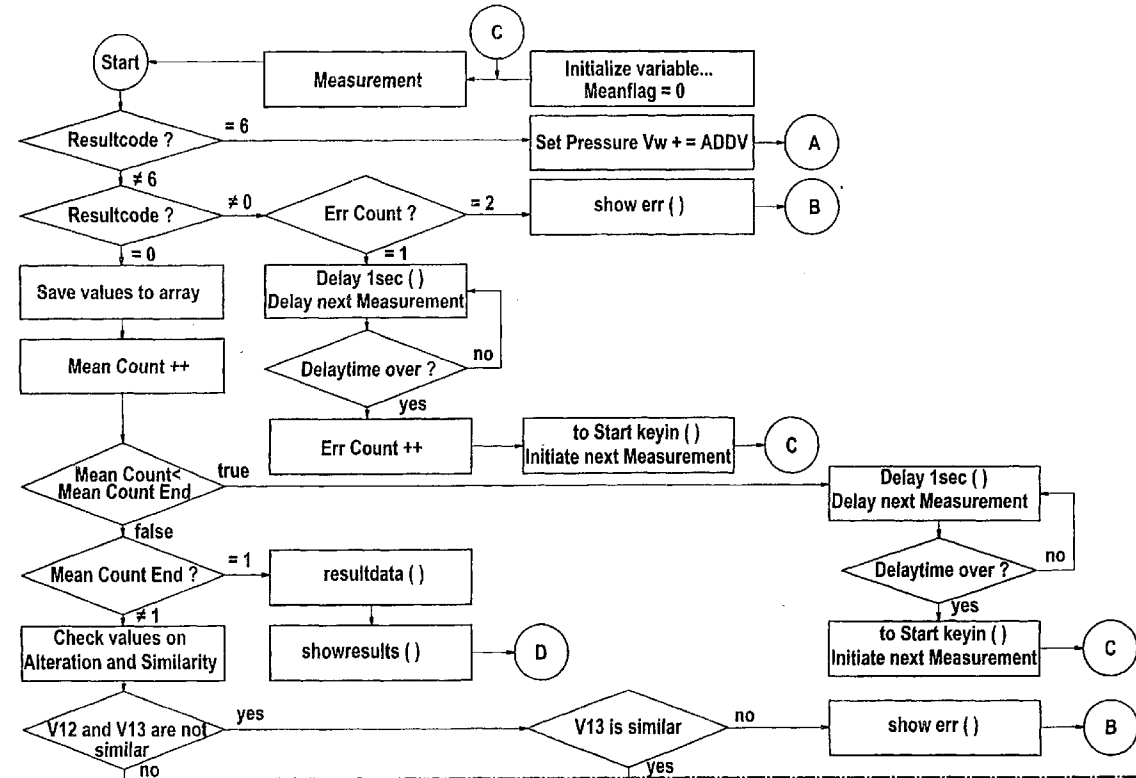 C
Start
Measurement
Initialize variable...
Meanflag = 0
Resultcode ?
= 6
Set Pressure Vw + = ADDV
A
≠ 6
Resultcode ?
≠ 0
Err Count ?
= 2
show err ( )
B
= 0
= 1
Save values to array
Delay 1sec ( )
Delay next Measurement
Mean Count ++
Delaytime over ?
no
yes
Err Count ++
to Start keyin ( )
Initiate next Measurement
C
Mean Count<
Mean Count End
true
Delay 1sec ( )
Delay next Measurement
false
Mean Count End ?
= 1
resultdata ( )
Delaytime over ?
no
≠ 1
yes
Check values on
Alteration and Similarity
showresults ( )
D
to Start keyin ( )
Initiate next Measurement
C
V12 and V13 are not
similar
yes
V13 is similar
no
show err ( )
B
no
yes